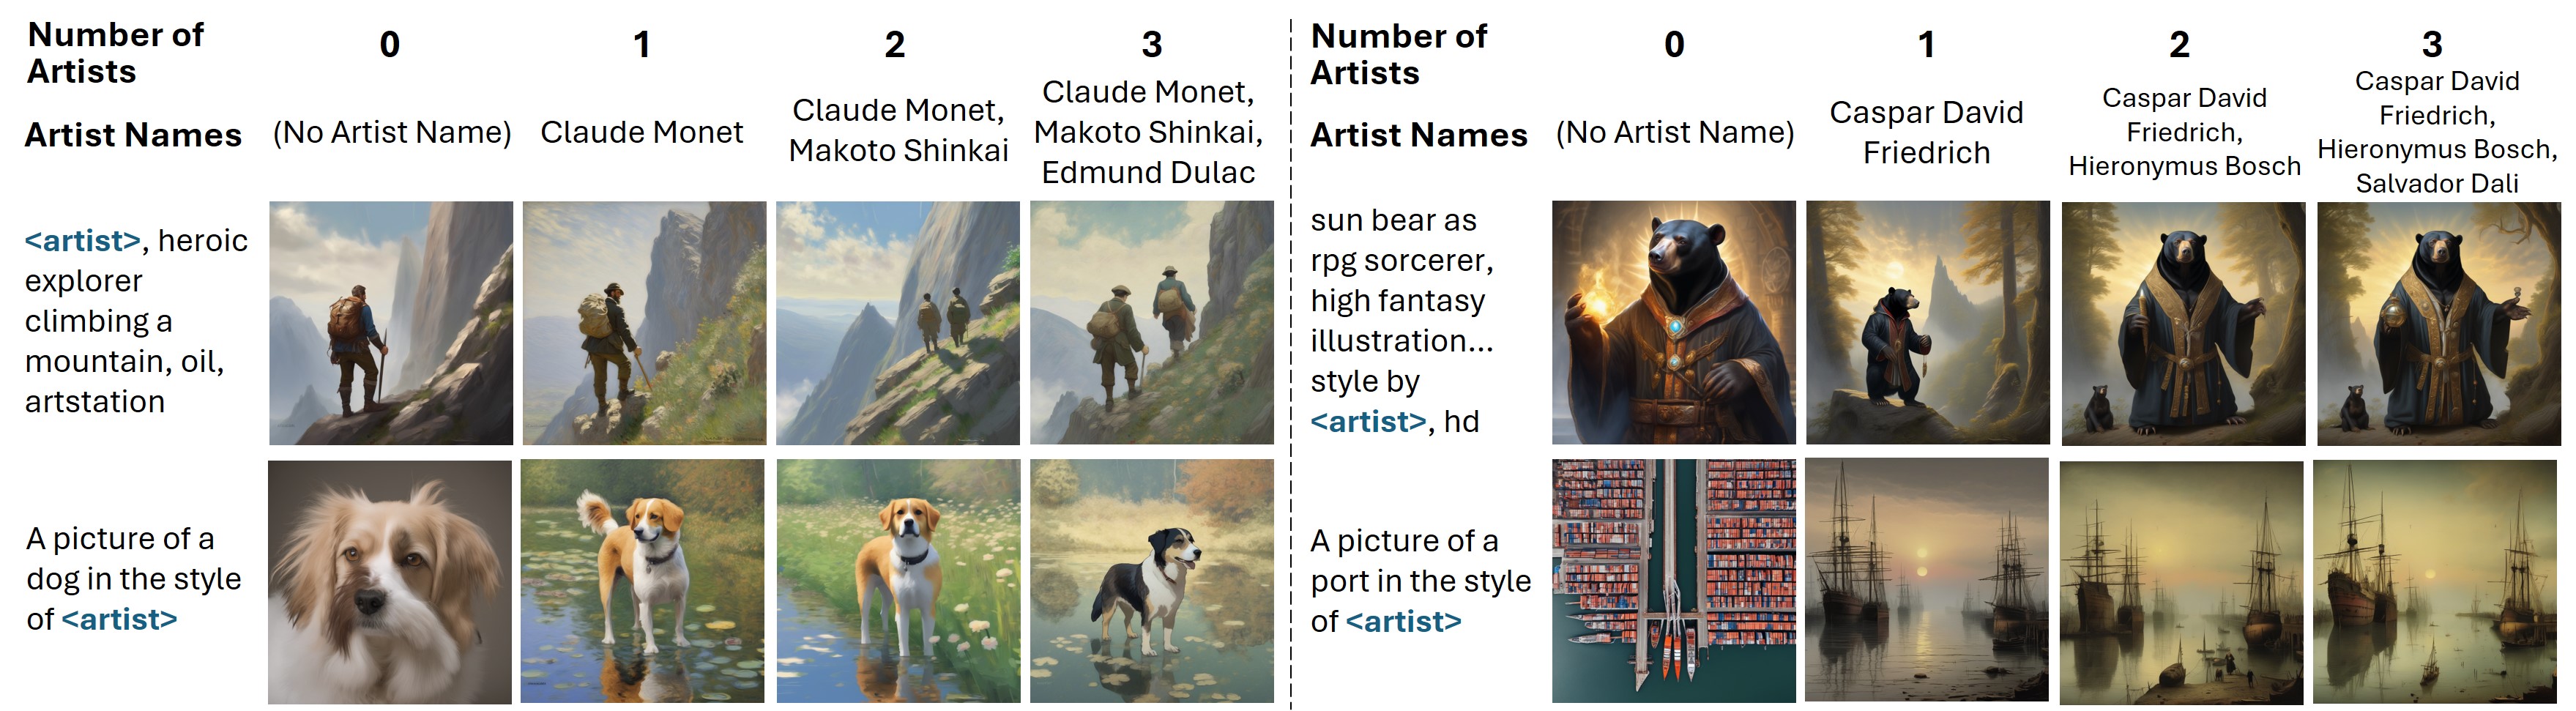 Number of
Artists
0
1
2
3
Artist Names
(No Artist Name)
Claude Monet
Claude Monet,
Makoto Shinkai
Claude Monet,
Makoto Shinkai,
Edmund Dulac
<artist>, heroic
explorer
climbing a
mountain, oil,
artstation
A picture of a
dog in the style
of <artist>
Number of
Artists
0
1
2
3
Artist Names
(No Artist Name)
Caspar David
Friedrich
Caspar David
Friedrich,
Hieronymus Bosch
Caspar David
Friedrich,
Hieronymus Bosch,
Salvador Dali
sun bear as
rpg sorcerer,
high fantasy
illustration...
style by
<artist>, hd
A picture of a
port in the style
of <artist>